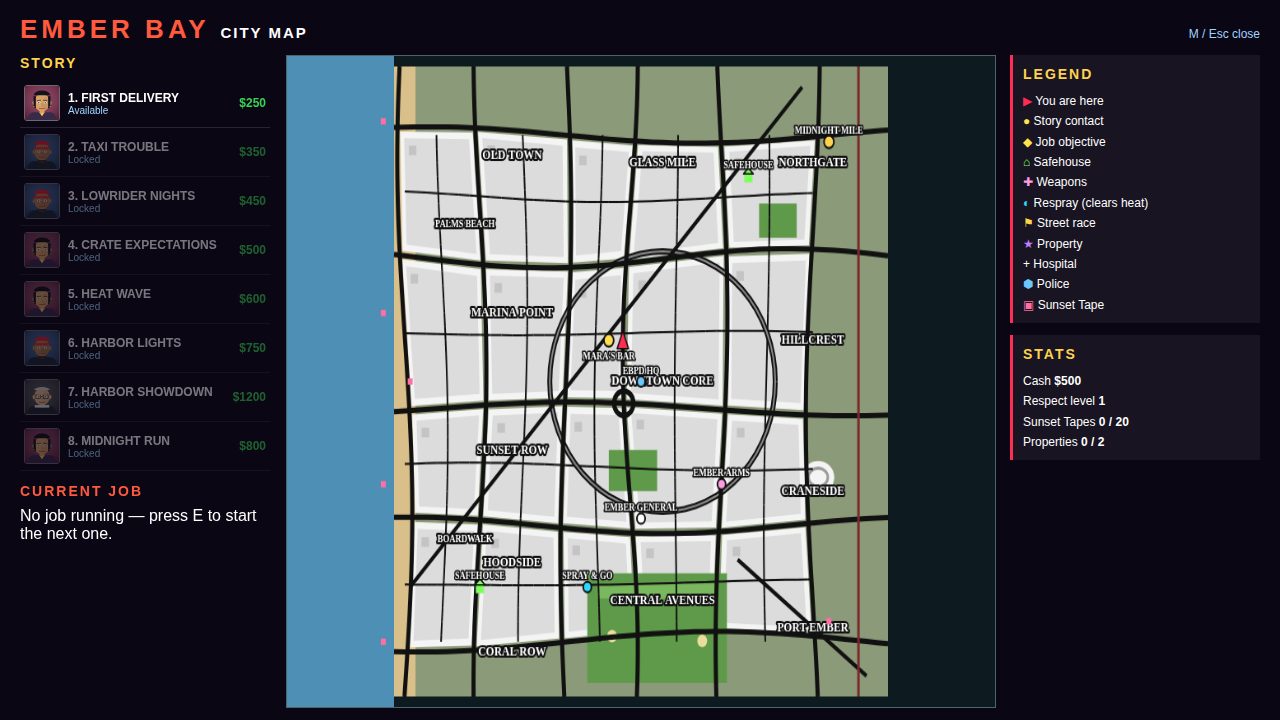 EMBER BAY CITY MAP
M / Esc close
STORY
1. FIRST DELIVERY
Available
$250
2. TAXI TROUBLE
Locked
$350
3. LOWRIDER NIGHTS
Locked
$450
4. CRATE EXPECTATIONS
Locked
$500
5. HEAT WAVE
Locked
$600
6. HARBOR LIGHTS
Locked
$750
7. HARBOR SHOWDOWN
Locked
$1200
8. MIDNIGHT RUN
Locked
$800
CURRENT JOB
No job running — press E to start
the next one.
MIDNIGHT MILE
OLD TOWN
GLASS MILE
SAFEHOUSE
NORTHGATE
PALMS BEACH
MARINA POINT
HILLCREST
MARA'S BAR
EBPD HQ
DOWNTOWN CORE
SUNSET ROW
EMBER ARMS
CRANESIDE
EMBER GENERAL
BOARDWALK
HOODSIDE
SAFEHOUSE
SPRAY & GO
CENTRAL AVENUES
PORT EMBER
CORAL ROW
LEGEND
You are here
Story contact
Job objective
Safehouse
Weapons
Respray (clears heat)
Street race
Property
+ Hospital
Police
Sunset Tape
STATS
Cash $500
Respect level 1
Sunset Tapes 0 / 20
Properties 0 / 2